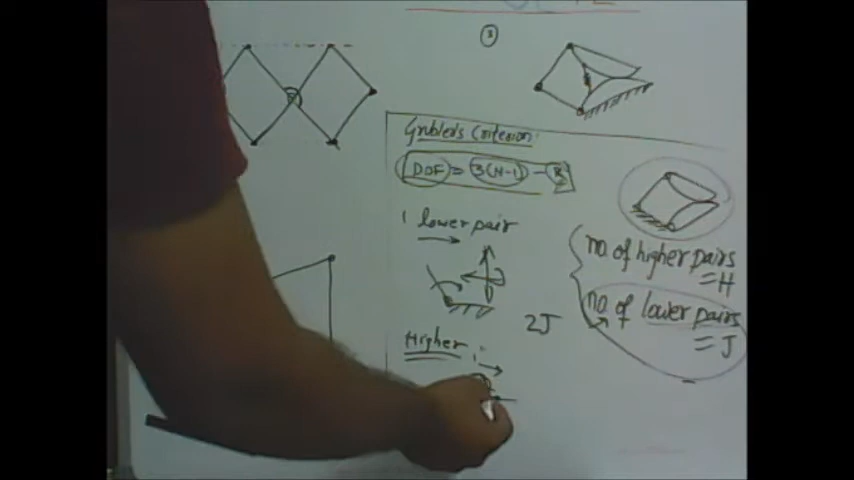 3
Grubler's Criterion:
DOF = 3(N-1) - R
1 lower pair
no. of higher pairs
= H
no. of lower pairs
= J
2J
Higher :